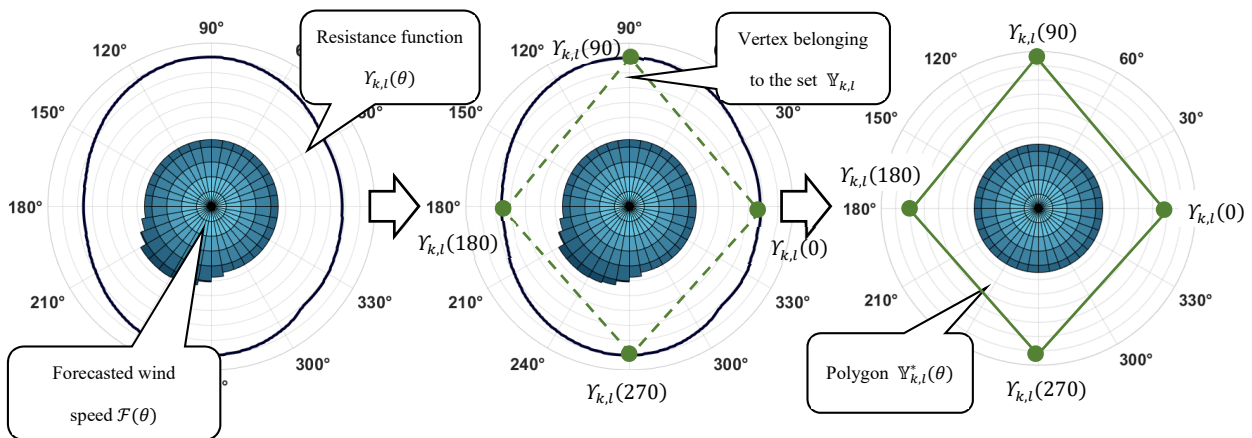 90°
120°
150°
180°
210°
300°
330°
Resistance function
Υₖ,ₗ(θ)
Forecasted wind
speed ℱ(θ)
90°
120°
150°
180°
210°
240°
300°
330°
30°
Υₖ,ₗ(90)
Υₖ,ₗ(180)
Υₖ,ₗ(0)
Υₖ,ₗ(270)
Vertex belonging
to the set 𝕐ₖ,ₗ
Υₖ,ₗ(90)
120°
60°
150°
30°
Υₖ,ₗ(180)
180°
Υₖ,ₗ(0)
210°
330°
300°
Υₖ,ₗ(270)
Polygon 𝕐*ₖ,ₗ(θ)